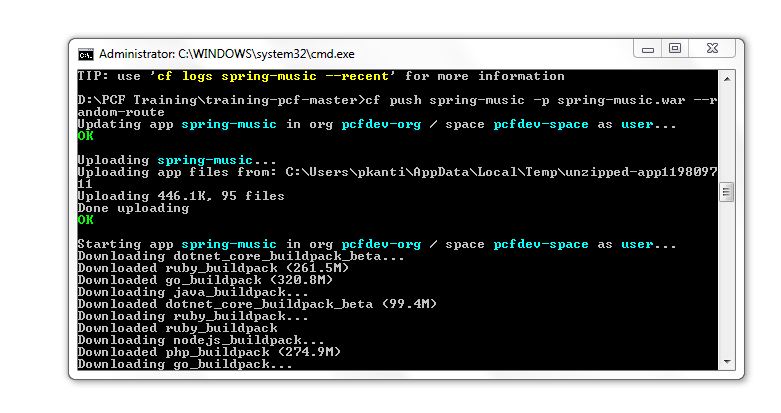 Administrator: C:\WINDOWS\system32\cmd.exe
TIP: use 'cf logs spring-music --recent' for more information
D:\PCF Training\training-pcf-master>cf push spring-music -p spring-music.war --r
andom-route
Updating app spring-music in org pcfdev-org / space pcfdev-space as user...
OK
Uploading spring-music...
Uploading app files from: C:\Users\pkanti\AppData\Local\Temp\unzipped-app1198097
11
Uploading 446.1K, 95 files
Done uploading
OK
Starting app spring-music in org pcfdev-org / space pcfdev-space as user...
Downloading dotnet_core_buildpack_beta...
Downloaded ruby_buildpack (261.5M)
Downloaded go_buildpack (320.8M)
Downloading java_buildpack...
Downloaded dotnet_core_buildpack_beta (99.4M)
Downloading ruby_buildpack...
Downloaded ruby_buildpack
Downloading nodejs_buildpack...
Downloaded php_buildpack (274.9M)
Downloading go_buildpack...